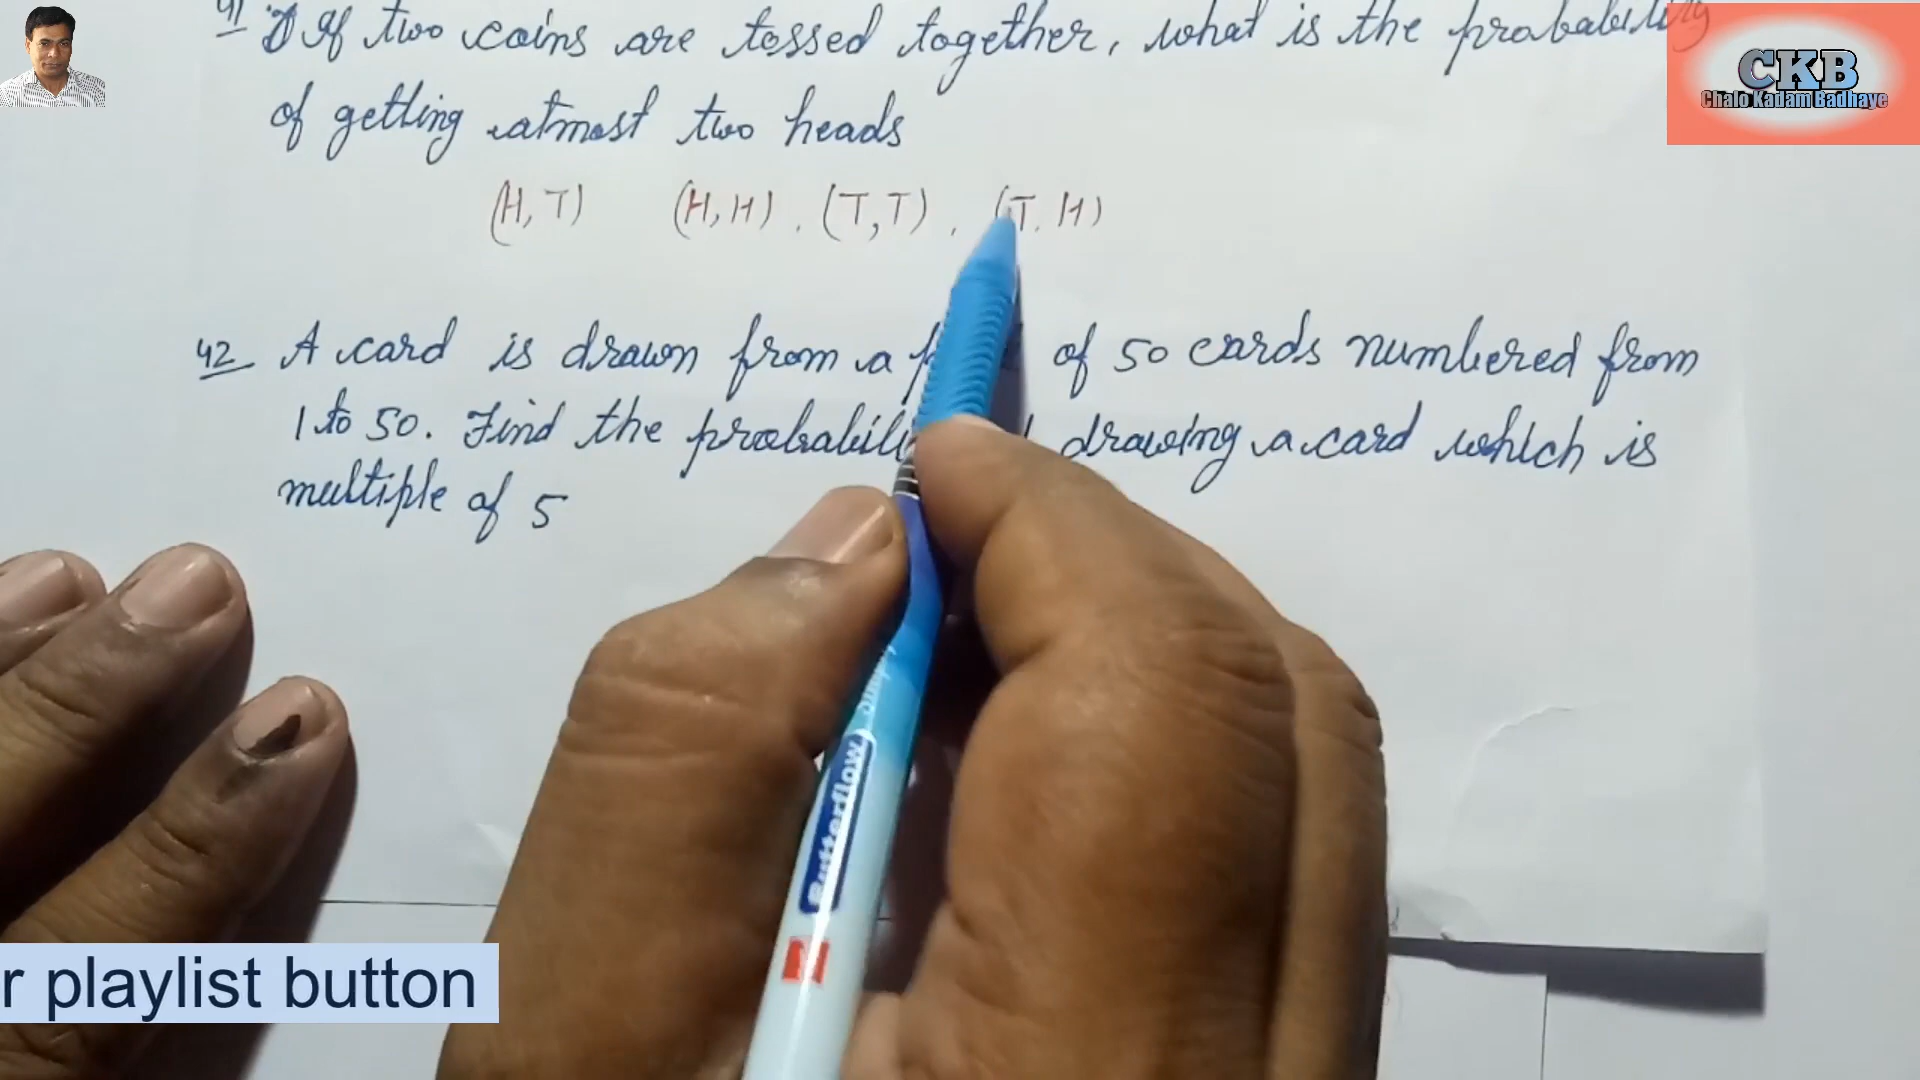 41 If two coins are tossed together, what is the probability
CKB
Chalo Kadam Badhaye
of getting atmost two heads
(H, T) (H, H) . (T, T) . (T, H)
42 A card is drawn from a of 50 cards numbered from
1 to 50. Find the drawing a card which is
multiple of 5
Butterflow
r playlist button